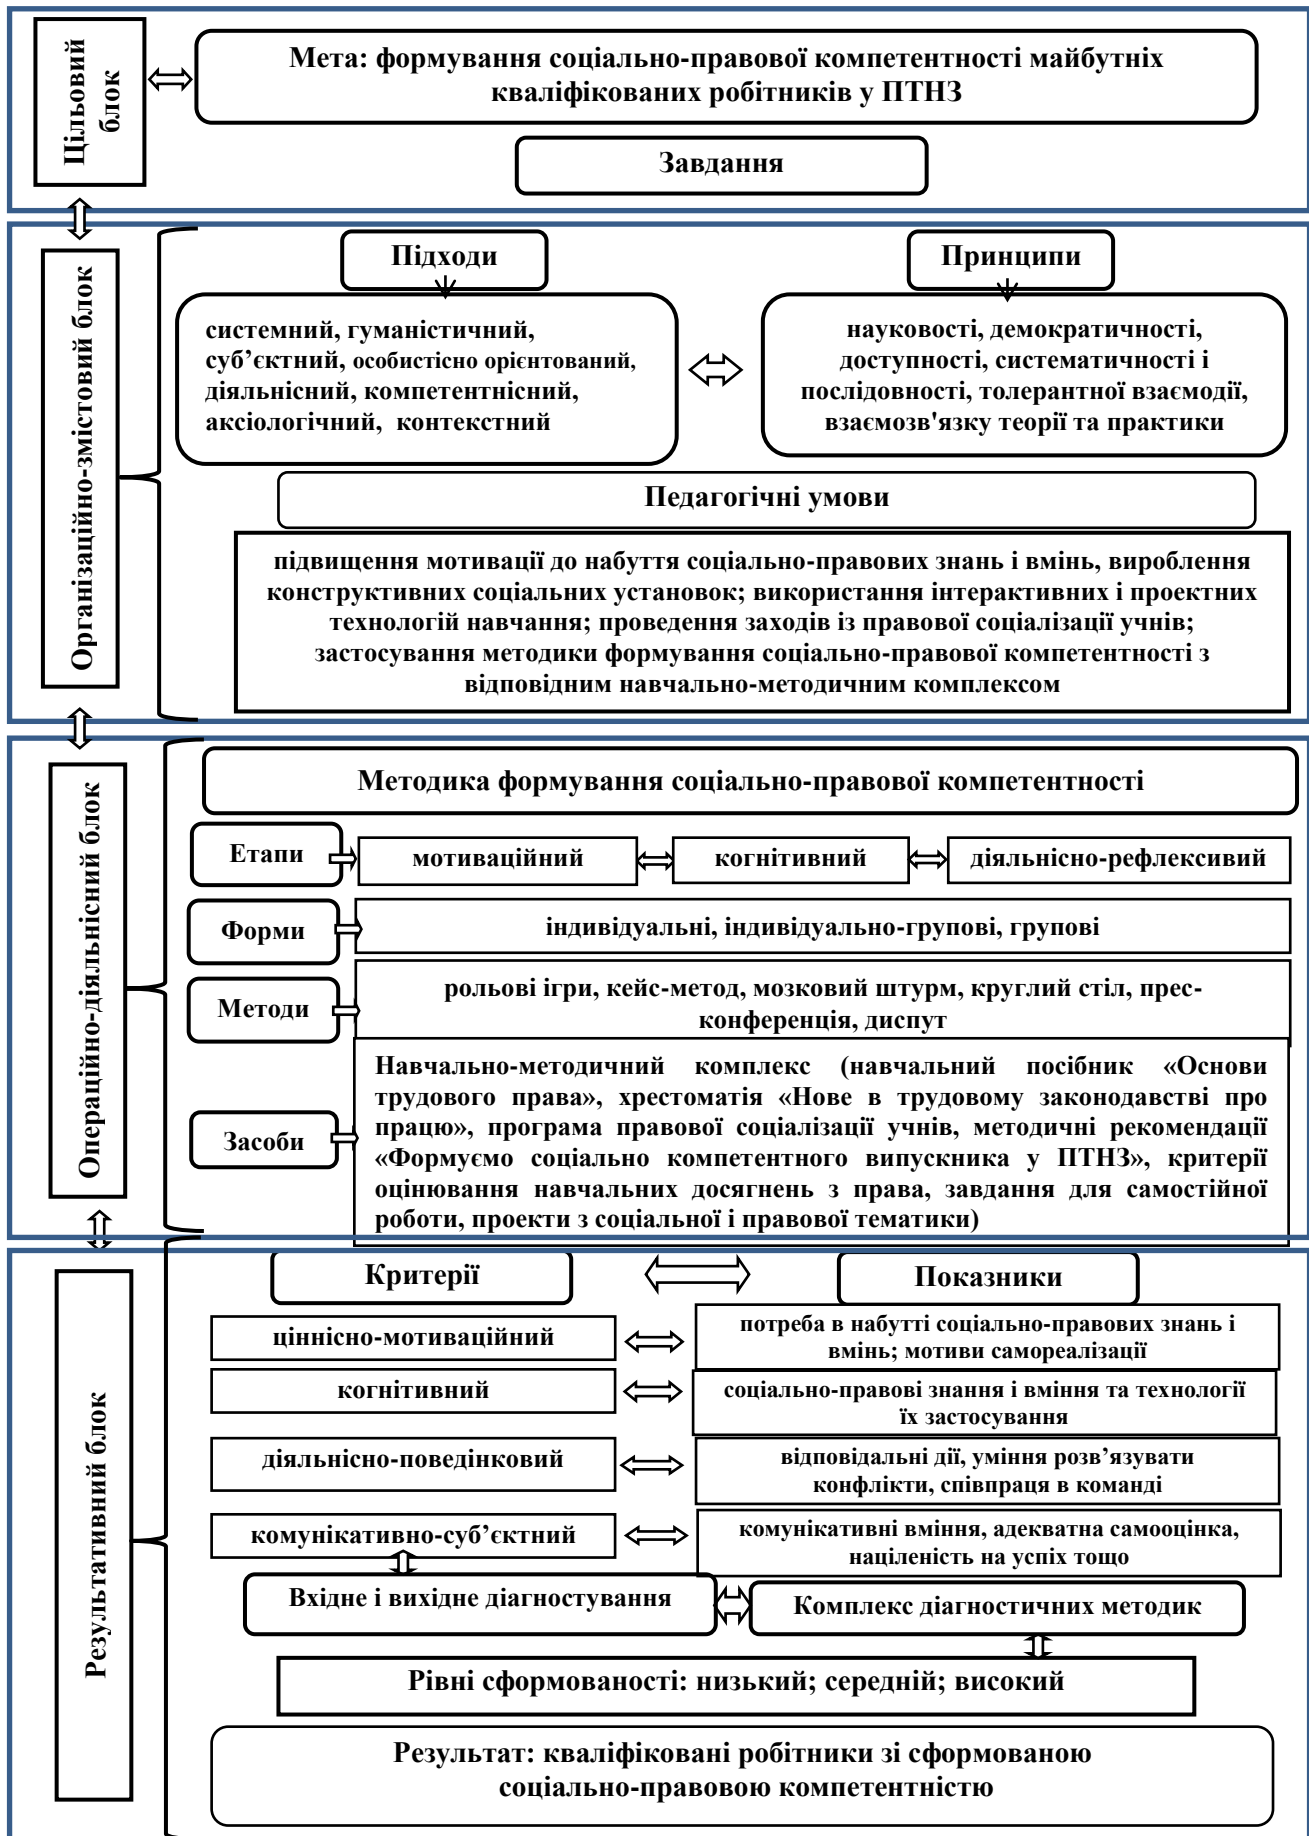 Цільовий
блок
Мета: формування соціально-правової компетентності майбутніх
кваліфікованих робітників у ПТНЗ
Завдання
Організаційно-змістовий блок
Підходи
Принципи
системний, гуманістичний,
суб’єктний, особистісно орієнтований,
діяльнісний, компетентнісний,
аксіологічний, контекстний
науковості, демократичності,
доступності, систематичності і
послідовності, толерантної взаємодії,
взаємозв'язку теорії та практики
Педагогічні умови
підвищення мотивації до набуття соціально-правових знань і вмінь, вироблення
конструктивних соціальних установок; використання інтерактивних і проектних
технологій навчання; проведення заходів із правової соціалізації учнів;
застосування методики формування соціально-правової компетентності з
відповідним навчально-методичним комплексом
Операційно-діяльнісний блок
Методика формування соціально-правової компетентності
Етапи
мотиваційний
когнітивний
діяльнісно-рефлексивий
Форми
індивідуальні, індивідуально-групові, групові
Методи
рольові ігри, кейс-метод, мозковий штурм, круглий стіл, прес-
конференція, диспут
Засоби
Навчально-методичний комплекс (навчальний посібник «Основи
трудового права», хрестоматія «Нове в трудовому законодавстві про
працю», програма правової соціалізації учнів, методичні рекомендації
«Формуємо соціально компетентного випускника у ПТНЗ», критерії
оцінювання навчальних досягнень з права, завдання для самостійної
роботи, проекти з соціальної і правової тематики)
Результативний блок
Критерії
Показники
ціннісно-мотиваційний
потреба в набутті соціально-правових знань і
вмінь; мотиви самореалізації
когнітивний
соціально-правові знання і вміння та технології
їх застосування
діяльнісно-поведінковий
відповідальні дії, уміння розв’язувати
конфлікти, співпраця в команді
комунікативно-суб’єктний
комунікативні вміння, адекватна самооцінка,
націленість на успіх тощо
Вхідне і вихідне діагностування
Комплекс діагностичних методик
Рівні сформованості: низький; середній; високий
Результат: кваліфіковані робітники зі сформованою
соціально-правовою компетентністю